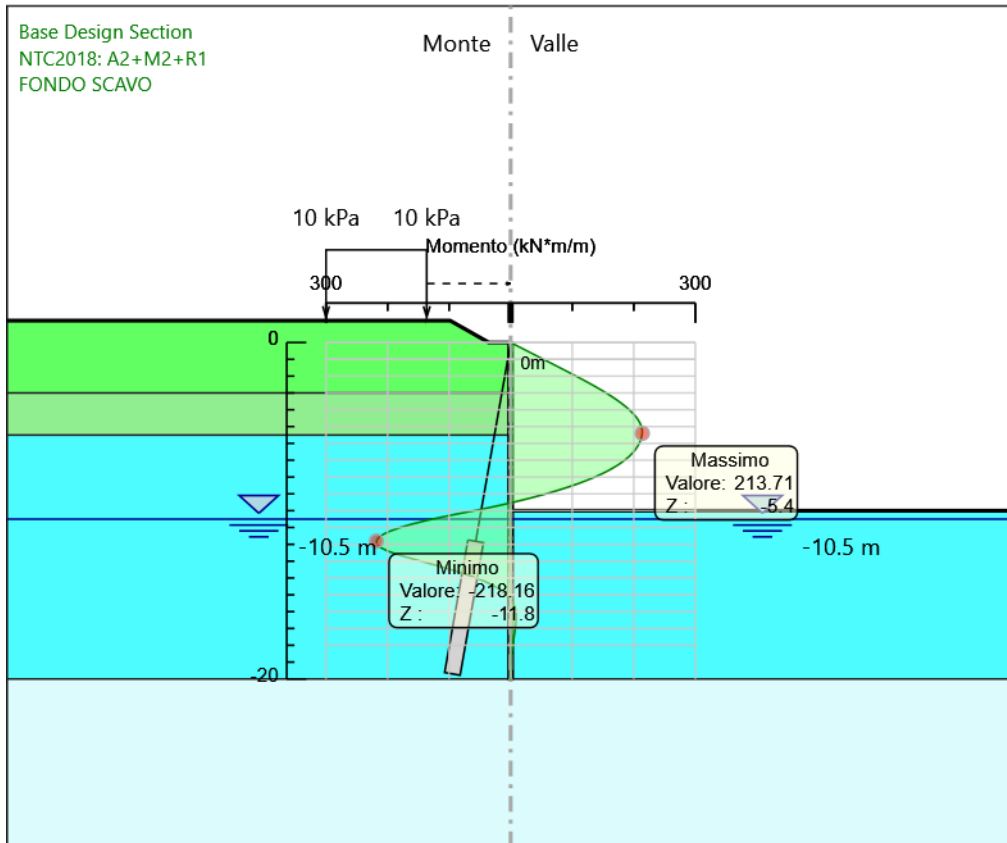 Base Design Section
NTC2018: A2+M2+R1
FONDO SCAVO
Monte
Valle
10 kPa
10 kPa
Momento (kN*m/m)
300
300
0
0m
Massimo
Valore: 213.71
Z : -5.4
-10.5 m
-10.5 m
Minimo
Valore: -218.16
Z : -11.8
-20